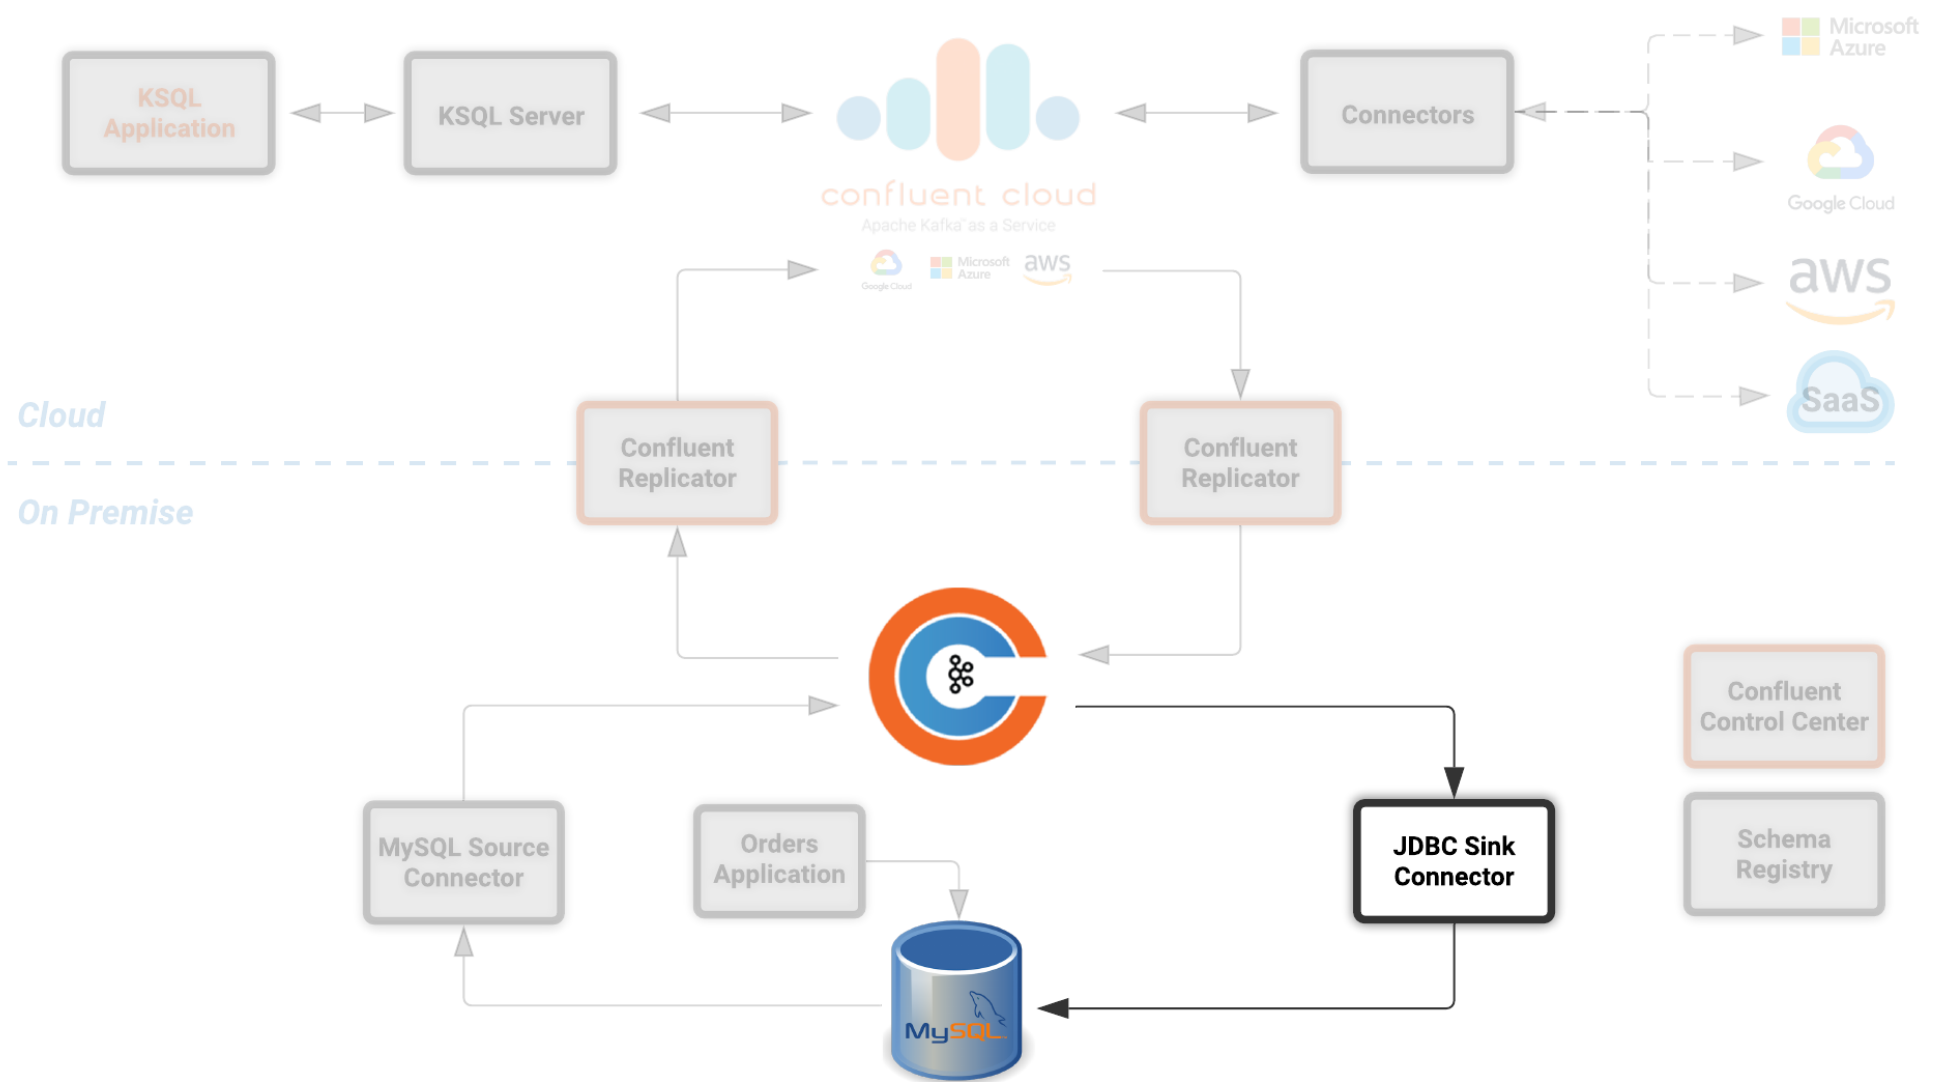 KSQL
Application
KSQL Server
confluent cloud
Apache Kafka® as a Service
Google Cloud
Microsoft
Azure
aws
Connectors
Microsoft
Azure
Google Cloud
aws
SaaS
Cloud
On Premise
Confluent
Replicator
Confluent
Replicator
MySQL Source
Connector
Orders
Application
MySQL
JDBC Sink
Connector
Confluent
Control Center
Schema
Registry